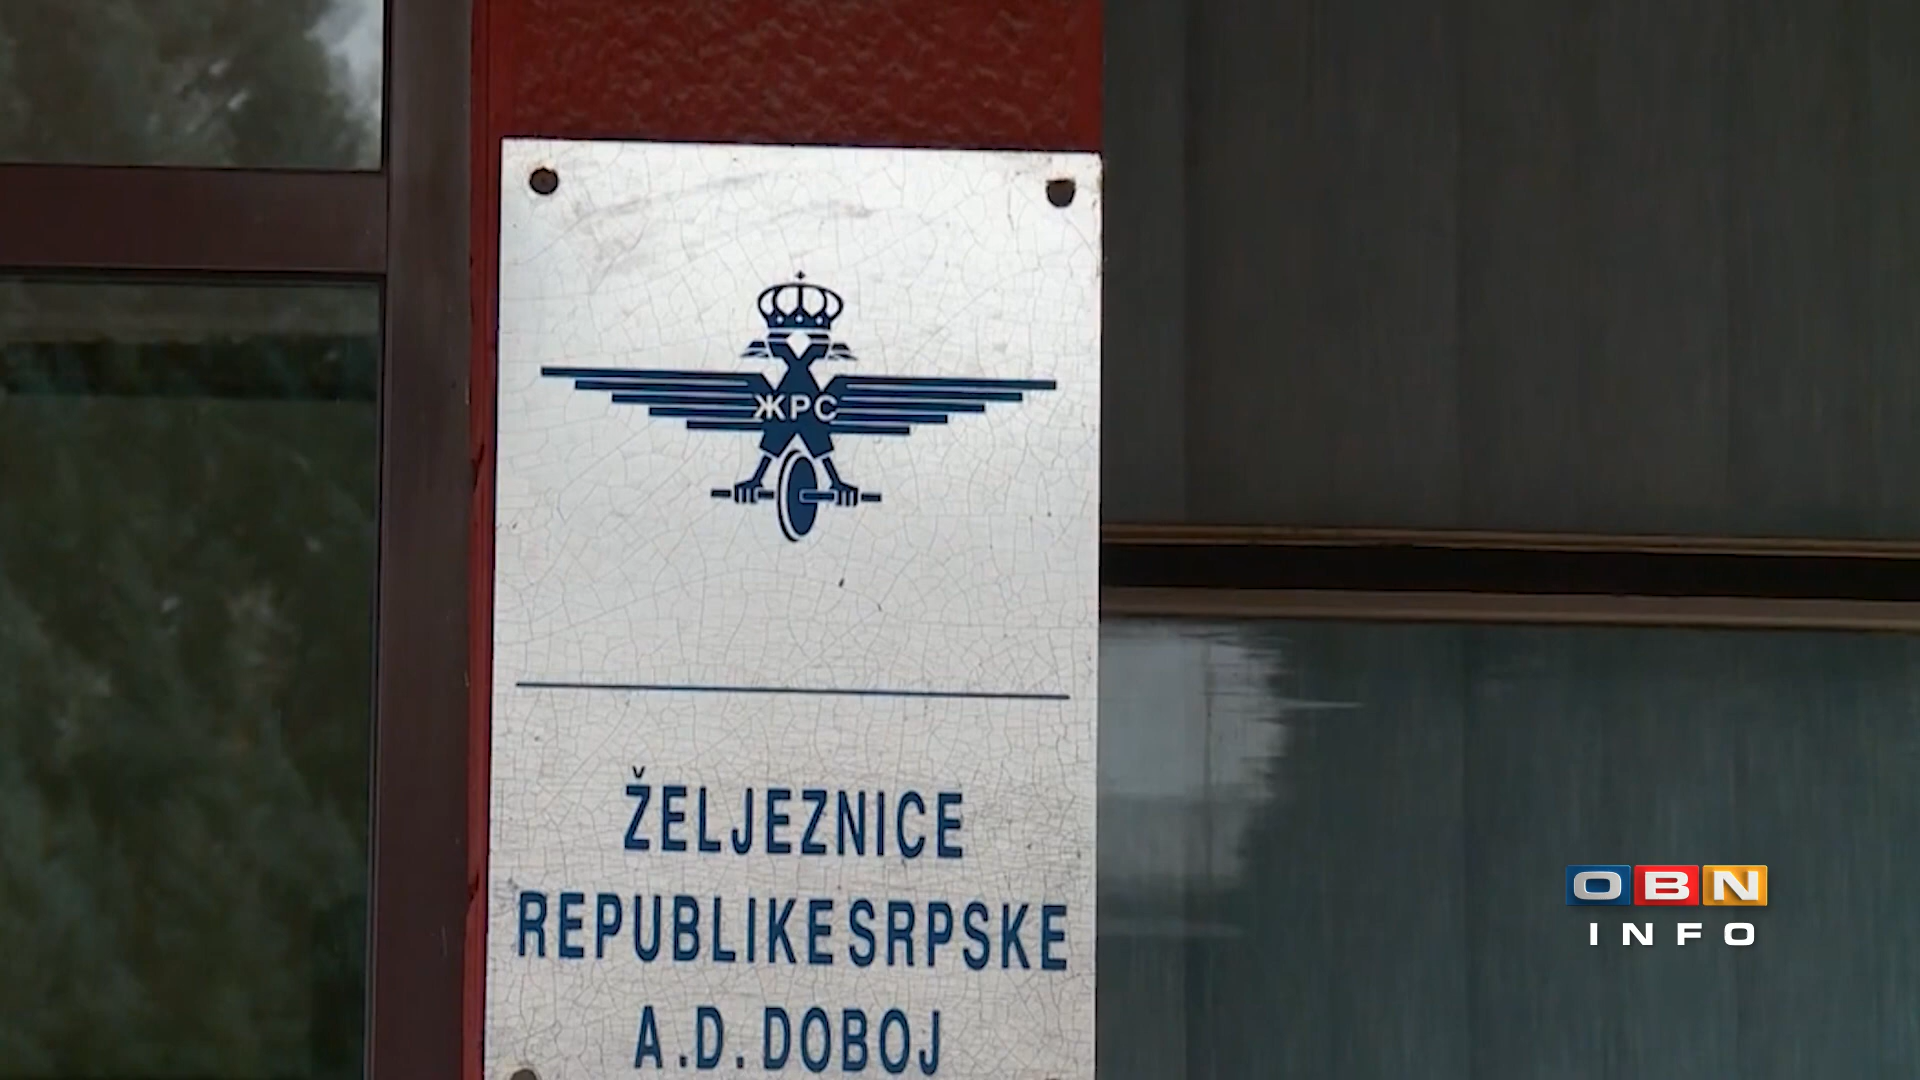 ЖРС
ŽELJEZNICE
REPUBLIKE SRPSKE
A.D. DOBOJ
OBN
INFO